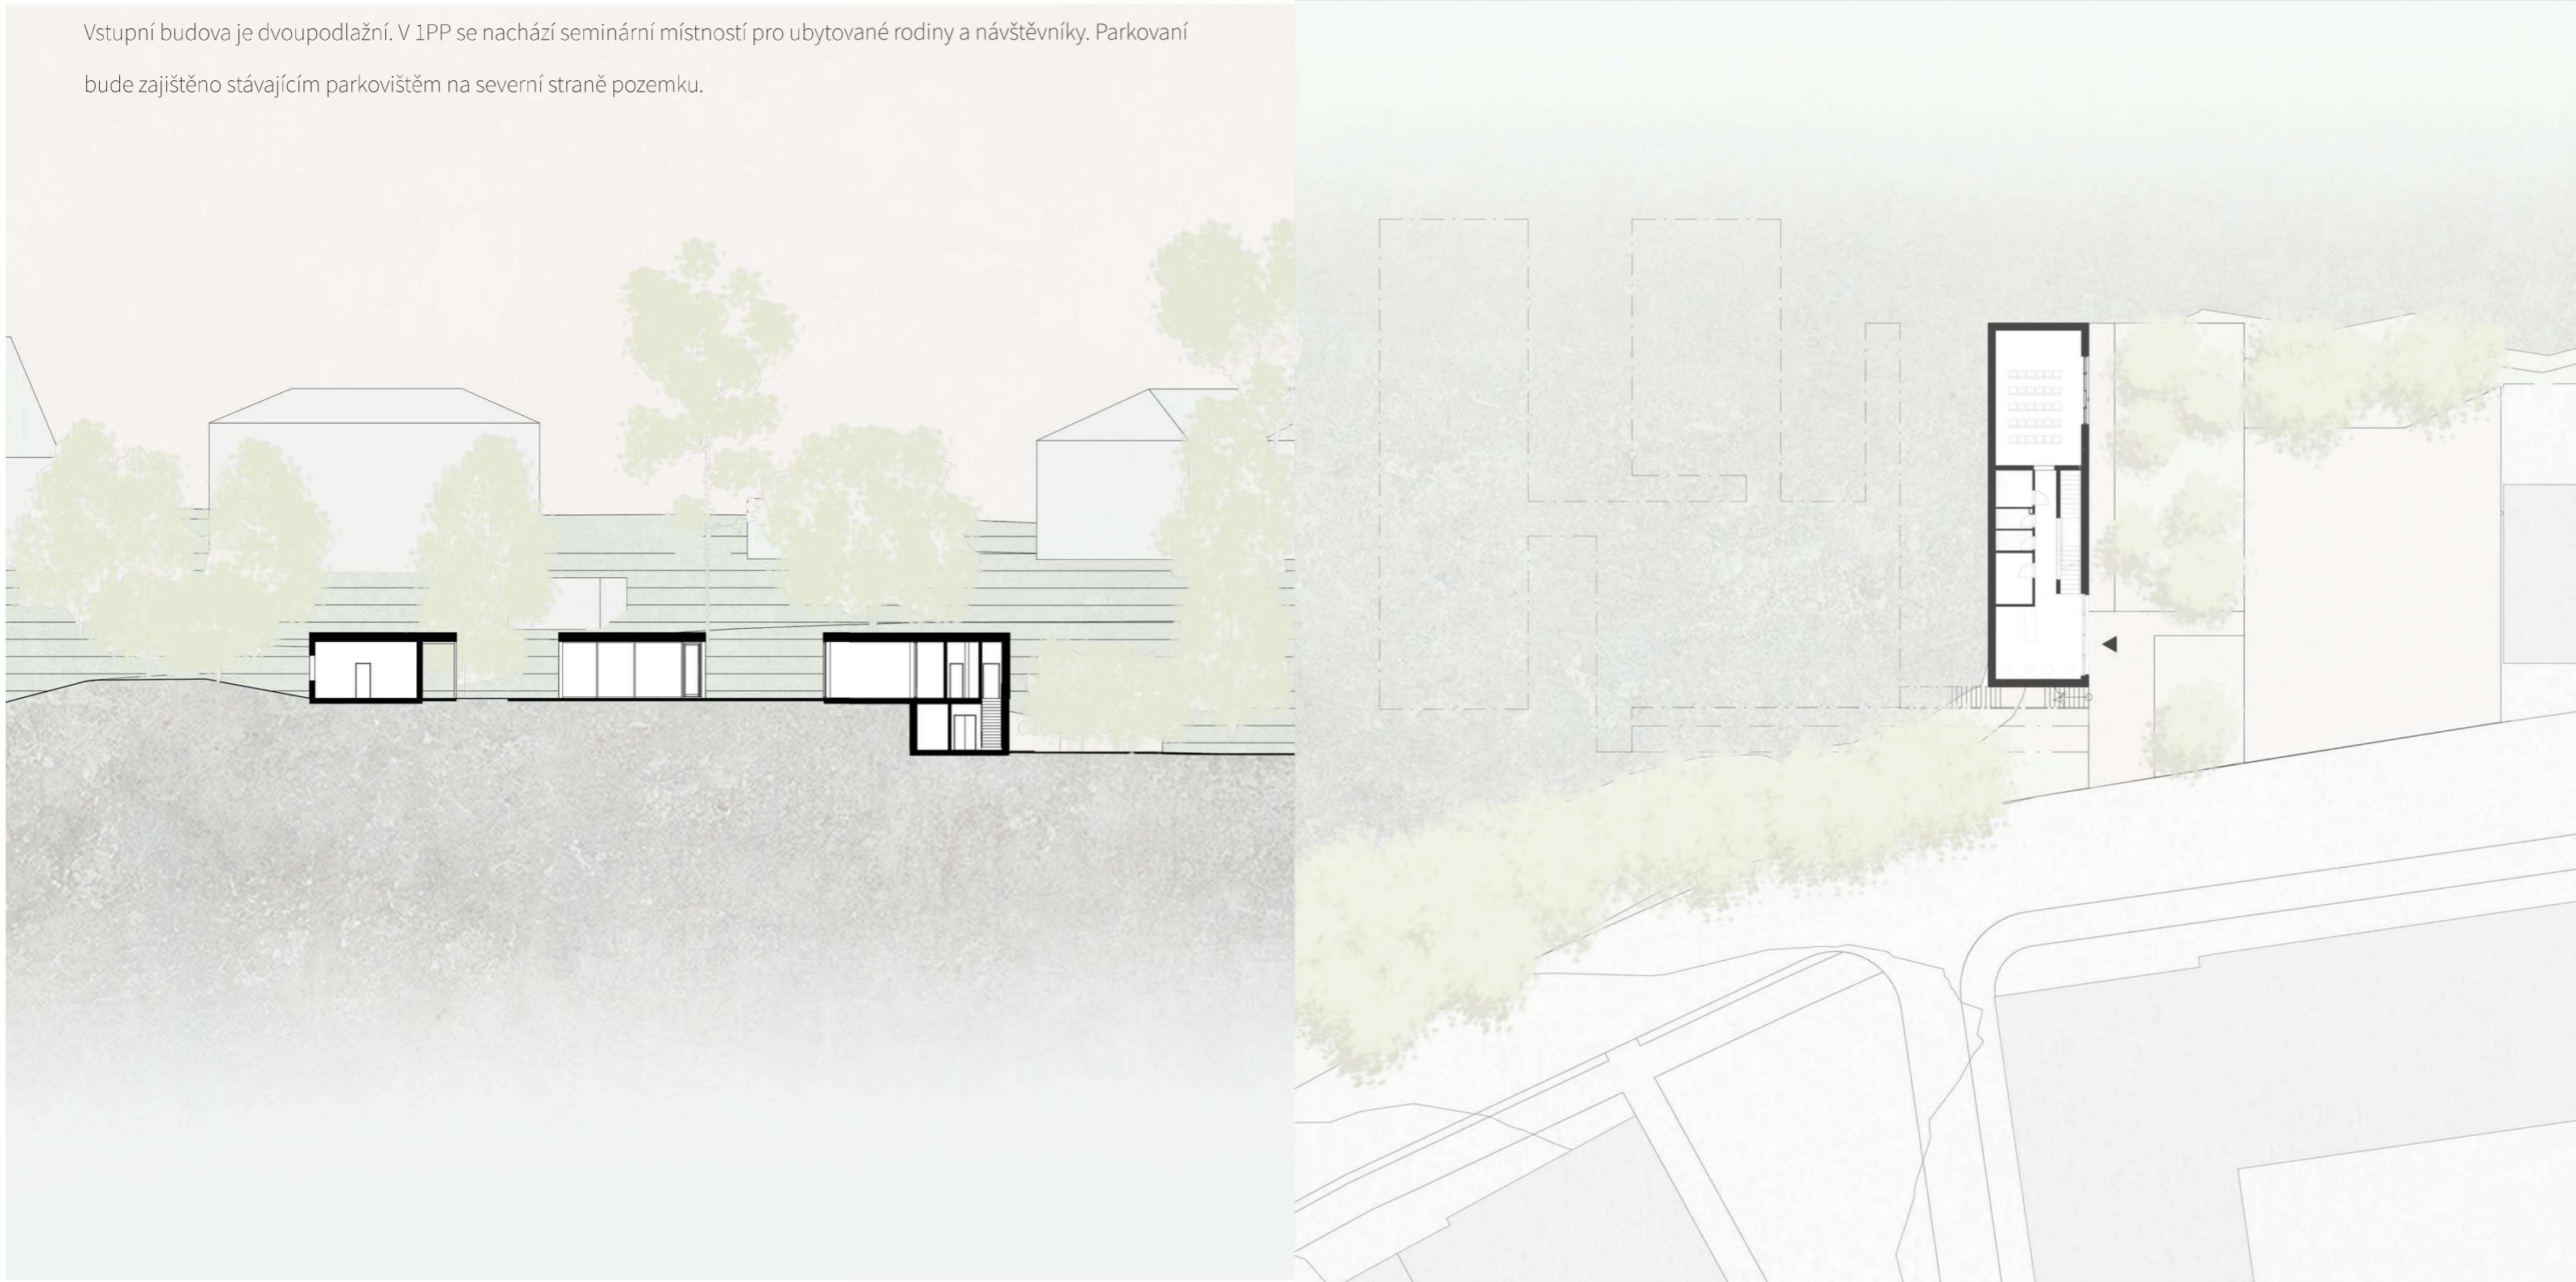 Vstupní budova je dvoupodlažní. V 1PP se nachází seminární místností pro ubytované rodiny a návštěvníky. Parkovaní
bude zajištěno stávajícím parkovištěm na severní straně pozemku.